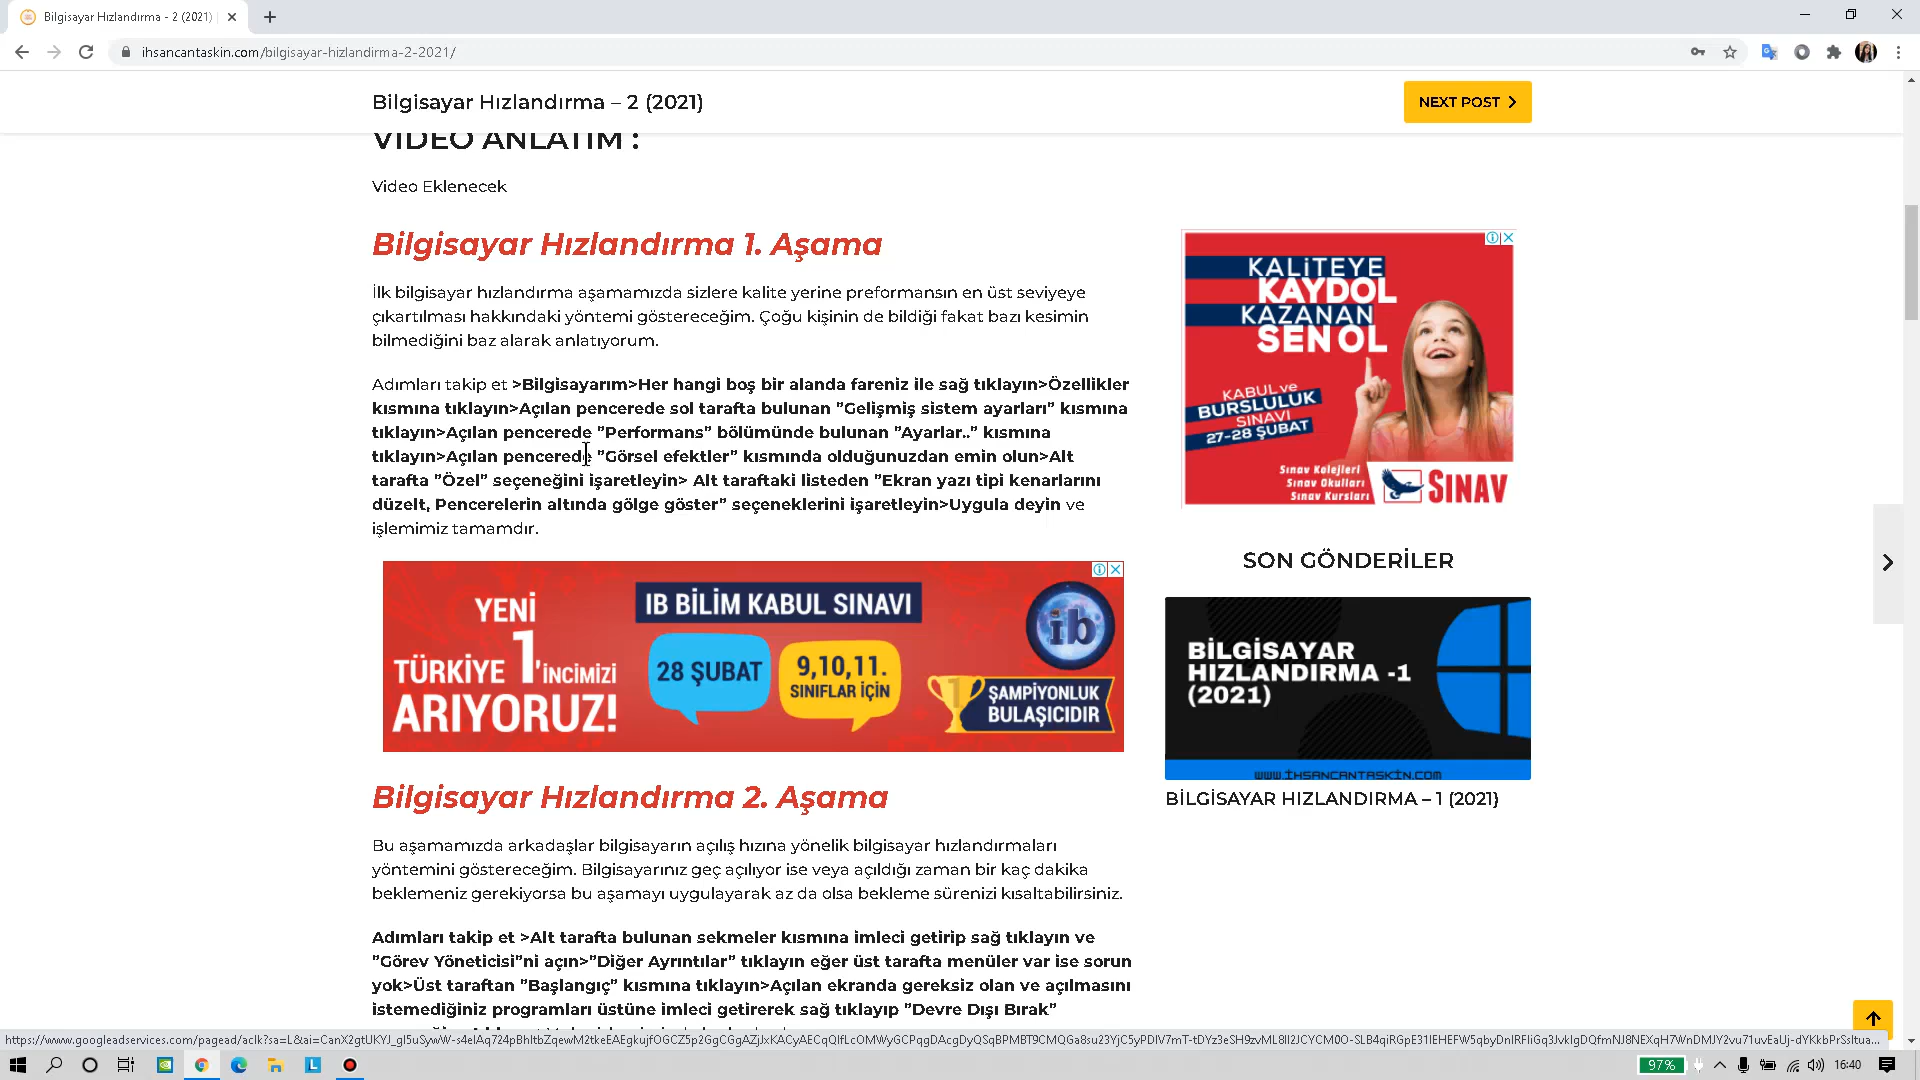 Bilgisayar Hızlandırma - 2 (2021)
ihsancantaskin.com/bilgisayar-hizlandirma-2-2021/
Bilgisayar Hızlandırma – 2 (2021)
NEXT POST
VIDEO ANLATIM :
Video Eklenecek
Bilgisayar Hızlandırma 1. Aşama
İlk bilgisayar hızlandırma aşamamızda sizlere kalite yerine preformansın en üst seviyeye
çıkartılması hakkındaki yöntemi göstereceğim. Çoğu kişinin de bildiği fakat bazı kesimin
bilmediğini baz alarak anlatıyorum.
Adımları takip et >Bilgisayarım>Her hangi boş bir alanda fareniz ile sağ tıklayın>Özellikler
kısmına tıklayın>Açılan pencerede sol tarafta bulunan ”Gelişmiş sistem ayarları” kısmına
tıklayın>Açılan pencerede ”Performans” bölümünde bulunan ”Ayarlar..” kısmına
tıklayın>Açılan pencerede ”Görsel efektler” kısmında olduğunuzdan emin olun>Alt
tarafta ”Özel” seçeneğini işaretleyin> Alt taraftaki listeden ”Ekran yazı tipi kenarlarını
düzelt, Pencerelerin altında gölge göster” seçeneklerini işaretleyin>Uygula deyin ve
işlemimiz tamamdır.
YENİ
TÜRKİYE 1'İNCİMİZİ
ARIYORUZ!
IB BİLİM KABUL SINAVI
28 ŞUBAT
9,10,11.
SINIFLAR İÇİN
ib
1
ŞAMPİYONLUK
BULAŞICIDIR
Bilgisayar Hızlandırma 2. Aşama
Bu aşamamızda arkadaşlar bilgisayarın açılış hızına yönelik bilgisayar hızlandırmaları
yöntemini göstereceğim. Bilgisayarınız geç açılıyor ise veya açıldığı zaman bir kaç dakika
beklemeniz gerekiyorsa bu aşamayı uygulayarak az da olsa bekleme sürenizi kısaltabilirsiniz.
Adımları takip et >Alt tarafta bulunan sekmeler kısmına imleci getirip sağ tıklayın ve
”Görev Yöneticisi”ni açın>”Diğer Ayrıntılar” tıklayın eğer üst tarafta menüler var ise sorun
yok>Üst taraftan ”Başlangıç” kısmına tıklayın>Açılan ekranda gereksiz olan ve açılmasını
istemediğiniz programları üstüne imleci getirerek sağ tıklayıp ”Devre Dışı Bırak”
KALİTEYE
KAYDOL
KAZANAN
SEN OL
KABUL ve
BURSLULUK
SINAVI
27-28 ŞUBAT
Sınav Kolejleri
Sınav Okulları
Sınav Kursları
SINAV
SON GÖNDERİLER
BİLGİSAYAR
HIZLANDIRMA -1
(2021)
www.ihsancantaskin.com
BİLGİSAYAR HIZLANDIRMA – 1 (2021)
97%
16:40